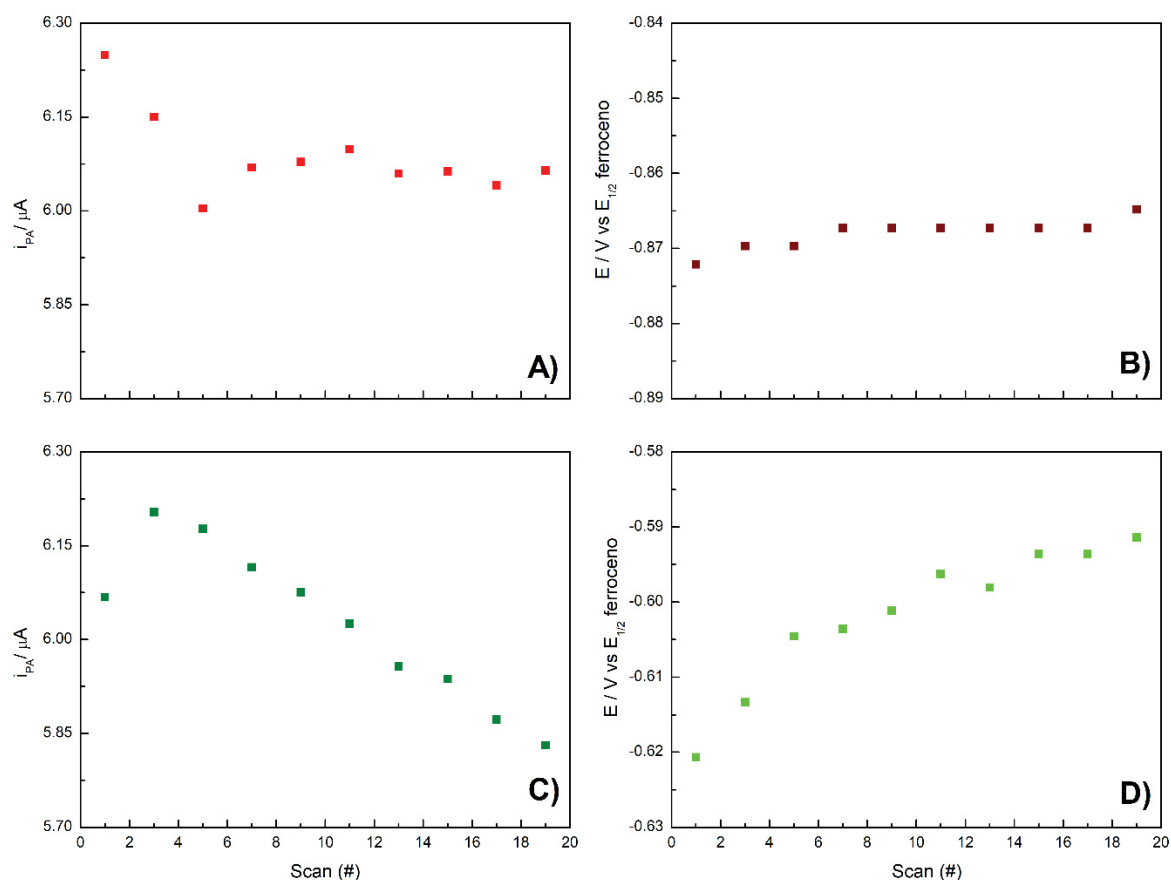 6.30
6.15
6.00
5.85
5.70
i_PA / μA
A)
-0.84
-0.85
-0.86
-0.87
-0.88
-0.89
E / V vs E_1/2 ferroceno
B)
6.30
6.15
6.00
5.85
5.70
i_PA / μA
0 2 4 6 8 10 12 14 16 18 20
Scan (#)
C)
-0.58
-0.59
-0.60
-0.61
-0.62
-0.63
E / V vs E_1/2 ferroceno
0 2 4 6 8 10 12 14 16 18 20
Scan (#)
D)